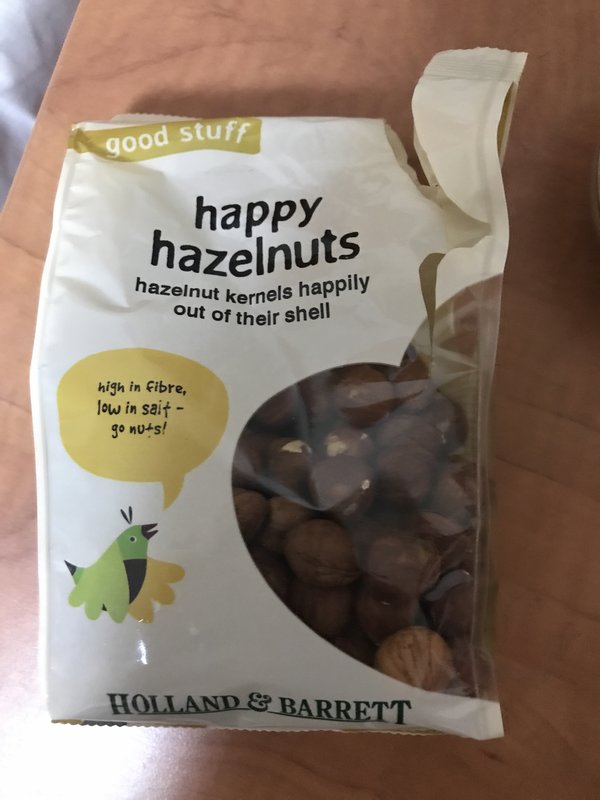 good stuff
happy
hazelnuts
hazelnut kernels happily
out of their shell
high in fibre,
low in salt -
go nuts!
HOLLAND & BARRETT